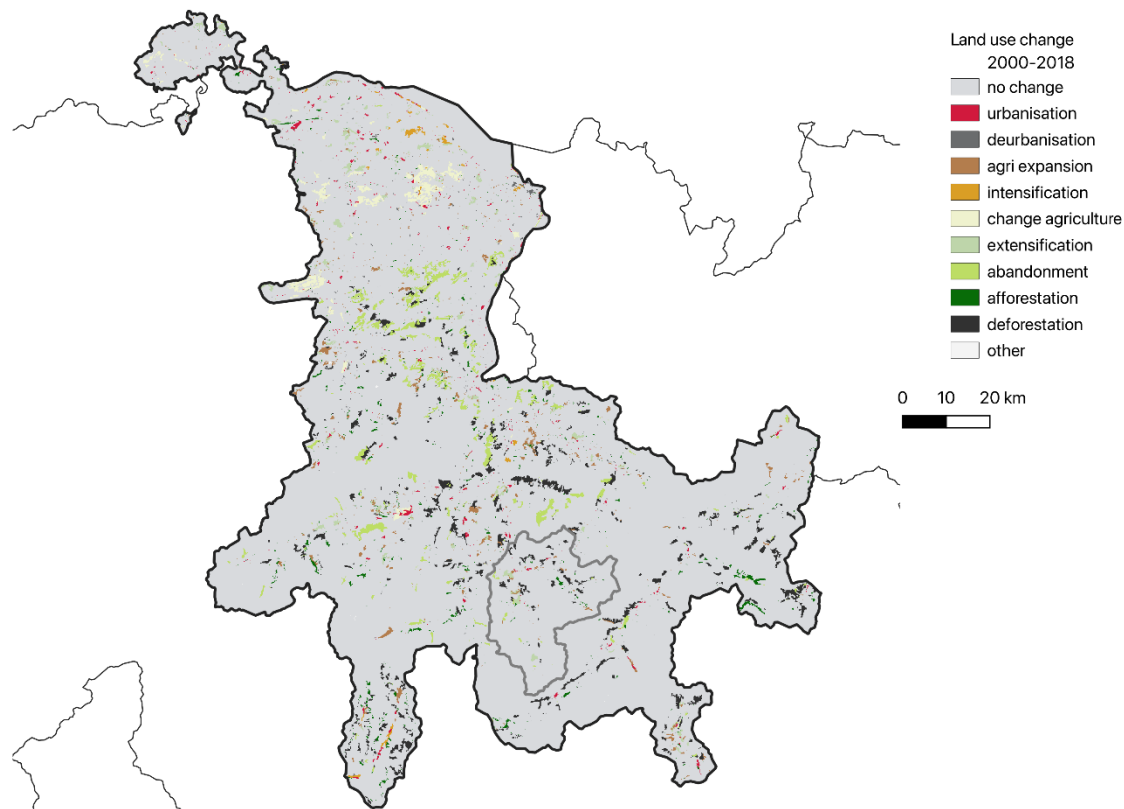 Land use change
2000-2018
no change
urbanisation
deurbanisation
agri expansion
intensification
change agriculture
extensification
abandonment
afforestation
deforestation
other
0 10 20 km